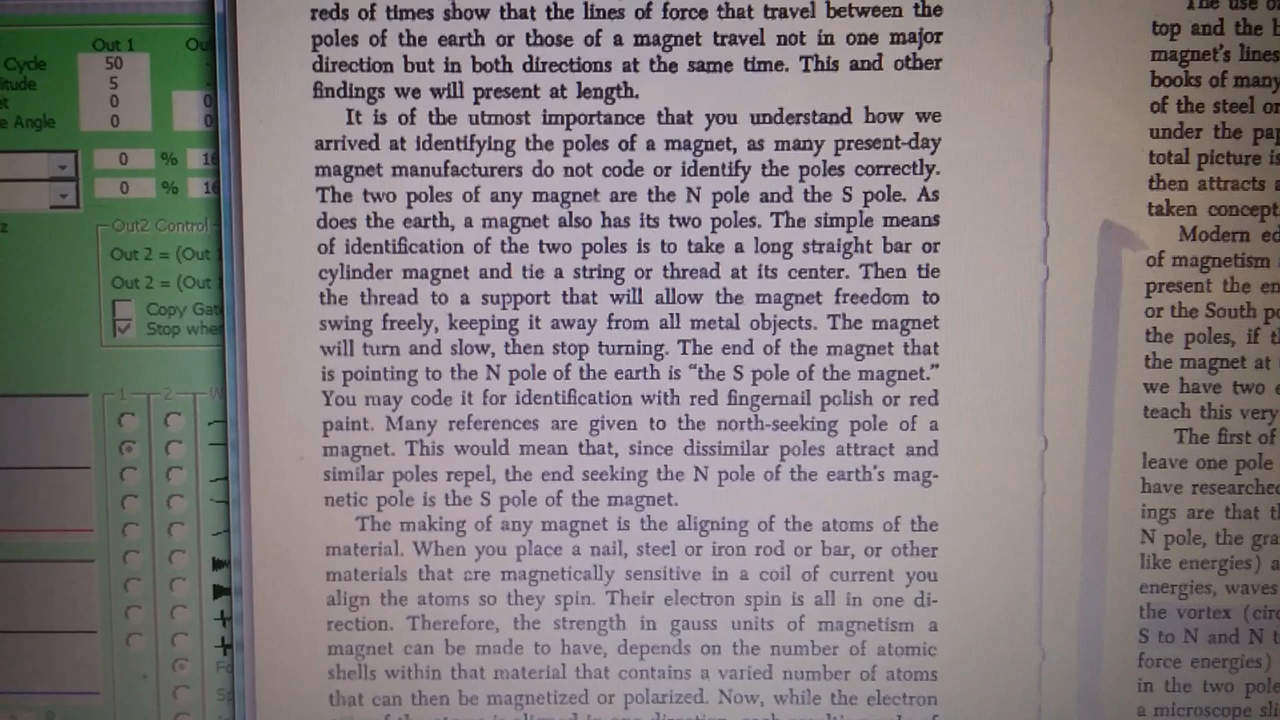 Out 1
Cycle 50
5
0
e Angle 0 0
0 %
0 %
Out2 Control
Out 2 = (Out
Out 2 = (Out
Copy
Stop
1 2
reds of times show that the lines of force that travel between the
poles of the earth or those of a magnet travel not in one major
direction but in both directions at the same time. This and other
findings we will present at length.
It is of the utmost importance that you understand how we
arrived at identifying the poles of a magnet, as many present-day
magnet manufacturers do not code or identify the poles correctly.
The two poles of any magnet are the N pole and the S pole. As
does the earth, a magnet also has its two poles. The simple means
of identification of the two poles is to take a long straight bar or
cylinder magnet and tie a string or thread at its center. Then tie
the thread to a support that will allow the magnet freedom to
swing freely, keeping it away from all metal objects. The magnet
will turn and slow, then stop turning. The end of the magnet that
is pointing to the N pole of the earth is “the S pole of the magnet.”
You may code it for identification with red fingernail polish or red
paint. Many references are given to the north-seeking pole of a
magnet. This would mean that, since dissimilar poles attract and
similar poles repel, the end seeking the N pole of the earth’s mag-
netic pole is the S pole of the magnet.
The making of any magnet is the aligning of the atoms of the
material. When you place a nail, steel or iron rod or bar, or other
materials that are magnetically sensitive in a coil of current you
align the atoms so they spin. Their electron spin is all in one di-
rection. Therefore, the strength in gauss units of magnetism a
magnet can be made to have, depends on the number of atomic
shells within that material that contains a varied number of atoms
that can then be magnetized or polarized. Now, while the electron
The use
top and the
magnet's lines
books of many
of the steel
under the
total picture
then attracts
taken concept
Modern
of magnetism
present the
or the South
the poles, if
the magnet at
we have two
teach this very
The first of
leave one pole
have researched
ings are that
N pole, the
like energies)
energies, waves
the vortex
S to N and N
force energies)
in the two
a microscope